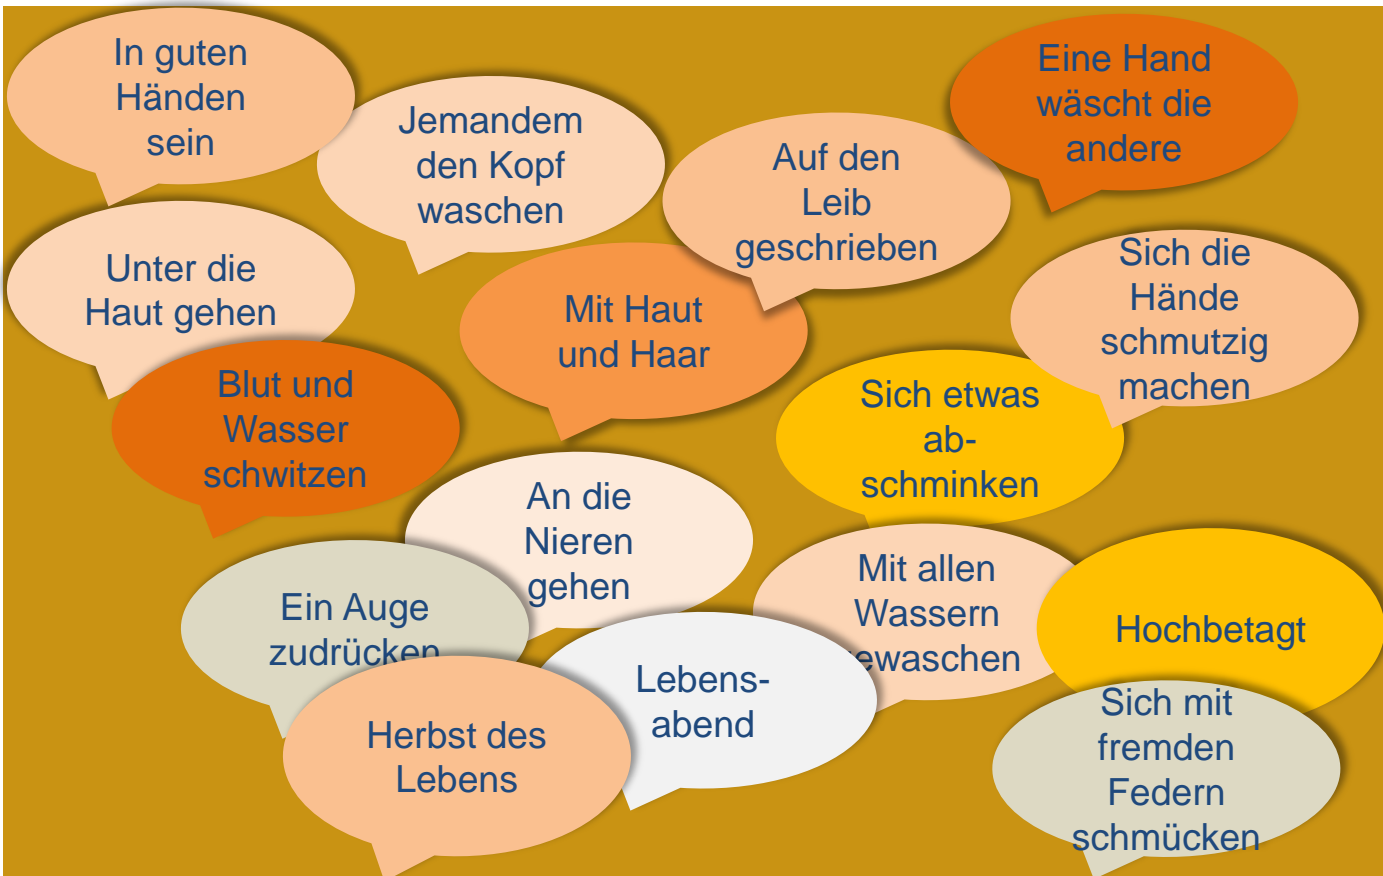 In guten
Händen
sein
Jemandem
den Kopf
waschen
Auf den
Leib
geschrieben
Eine Hand
wäscht die
andere
Unter die
Haut gehen
Mit Haut
und Haar
Sich die
Hände
schmutzig
machen
Blut und
Wasser
schwitzen
Sich etwas
ab-
schminken
An die
Nieren
gehen
Mit allen
Wassern
gewaschen
Hochbetagt
Ein Auge
zudrücken
Lebens-
abend
Herbst des
Lebens
Sich mit
fremden
Federn
schmücken